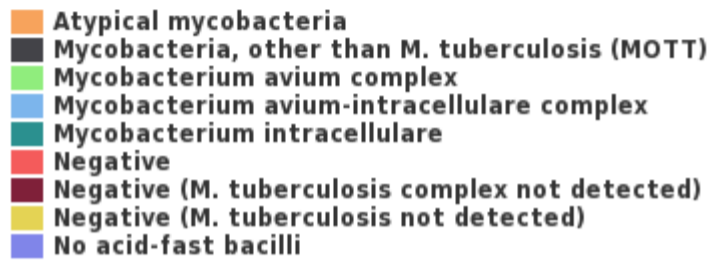 Atypical mycobacteria
Mycobacteria, other than M. tuberculosis (MOTT)
Mycobacterium avium complex
Mycobacterium avium-intracellulare complex
Mycobacterium intracellulare
Negative
Negative (M. tuberculosis complex not detected)
Negative (M. tuberculosis not detected)
No acid-fast bacilli